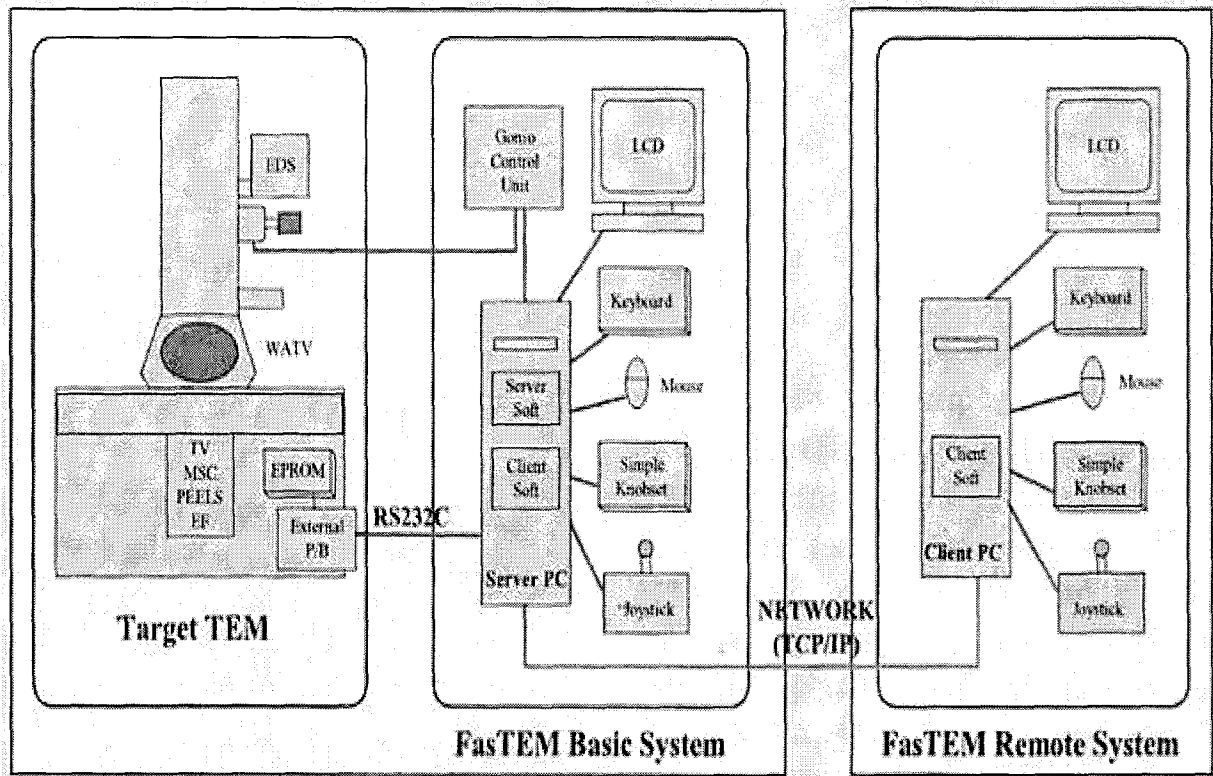 EDS
WATV
TV
MSC
PEELS
EF
EPROM
External
P/B
Target TEM
RS232C
Gonio
Control
Unit
LCD
Keyboard
Mouse
Server
Soft
Client
Soft
Simple
Knobset
Server PC
Joystick
FasTEM Basic System
NETWORK
(TCP/IP)
LCD
Keyboard
Mouse
Client
Soft
Simple
Knobset
Client PC
Joystick
FasTEM Remote System